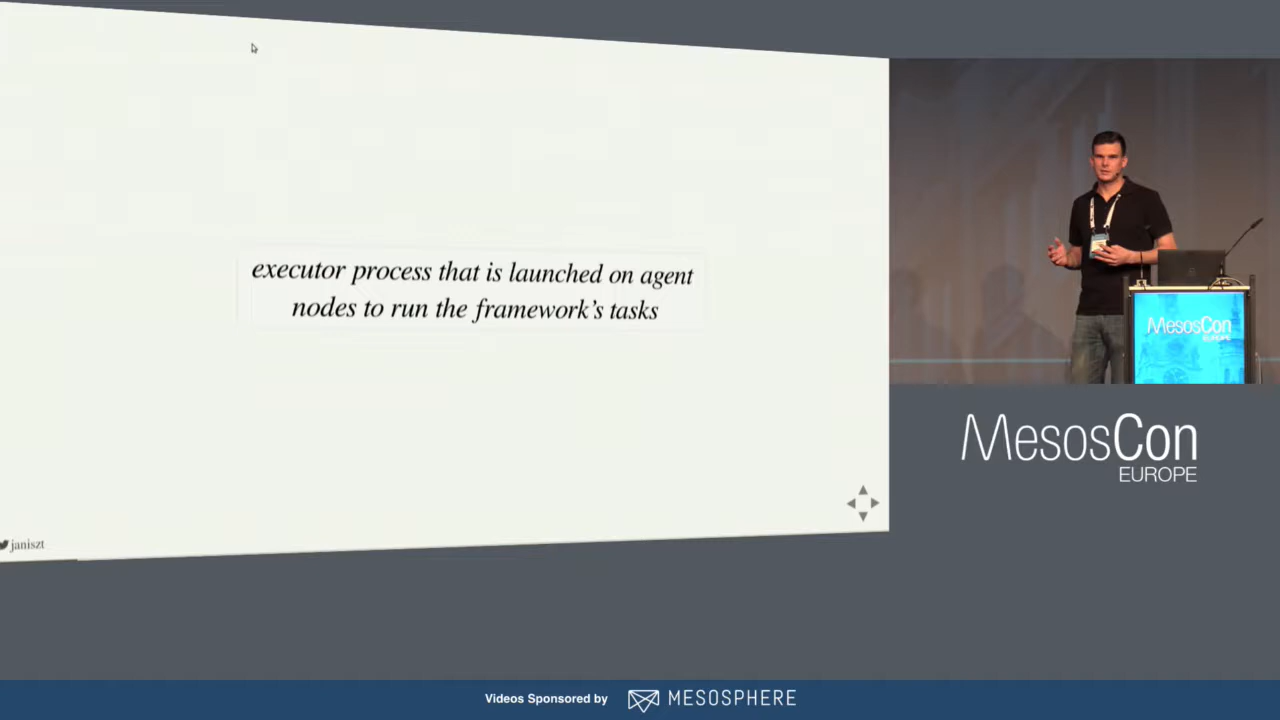 executor process that is launched on agent
nodes to run the framework's tasks
janiszt
MesosCon
EUROPE
MesosCon
EUROPE
Videos Sponsored by
MESOSPHERE